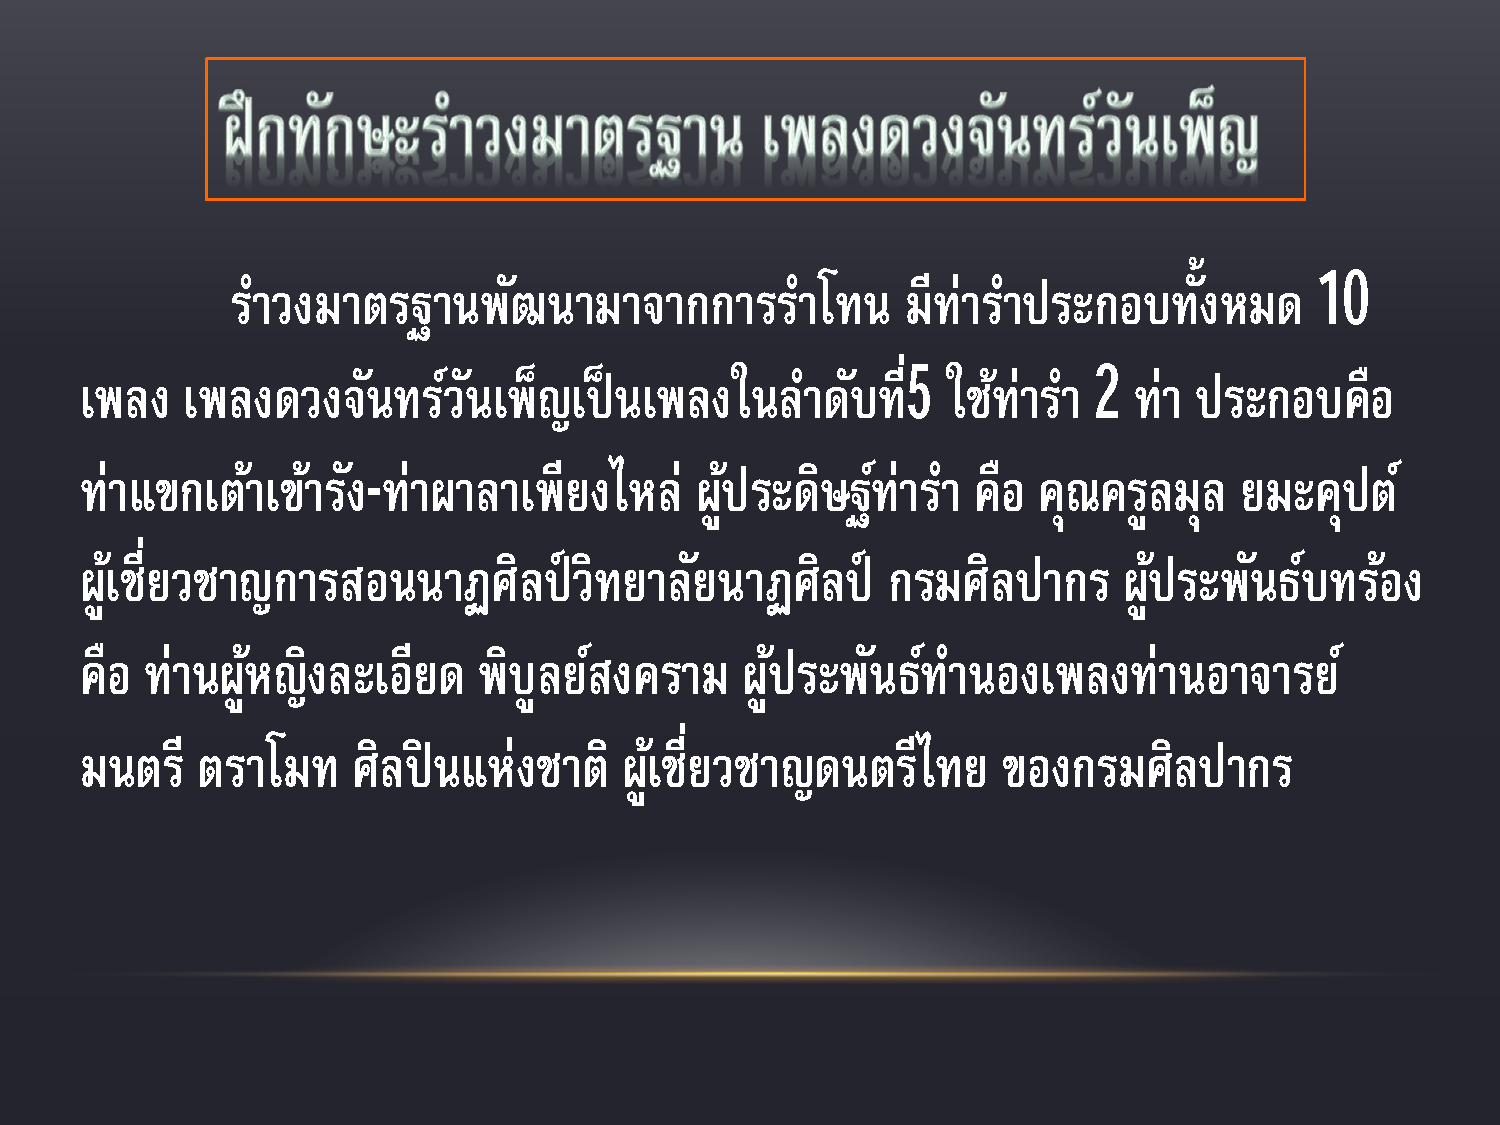 ฝึกทักษะรำวงมาตรฐาน เพลงดวงจันทร์วันเพ็ญ
รำวงมาตรฐานพัฒนามาจากการรำโทน มีท่ารำประกอบทั้งหมด 10
เพลง เพลงดวงจันทร์วันเพ็ญเป็นเพลงในลำดับที่5 ใช้ท่ารำ 2 ท่า ประกอบคือ
ท่าแขกเต้าเข้ารัง-ท่าผาลาเพียงไหล่ ผู้ประดิษฐ์ท่ารำ คือ คุณครูลมุล ยมะคุปต์
ผู้เชี่ยวชาญการสอนนาฏศิลป์วิทยาลัยนาฏศิลป์ กรมศิลปากร ผู้ประพันธ์บทร้อง
คือ ท่านผู้หญิงละเอียด พิบูลย์สงคราม ผู้ประพันธ์ทำนองเพลงท่านอาจารย์
มนตรี ตราโมท ศิลปินแห่งชาติ ผู้เชี่ยวชาญดนตรีไทย ของกรมศิลปากร